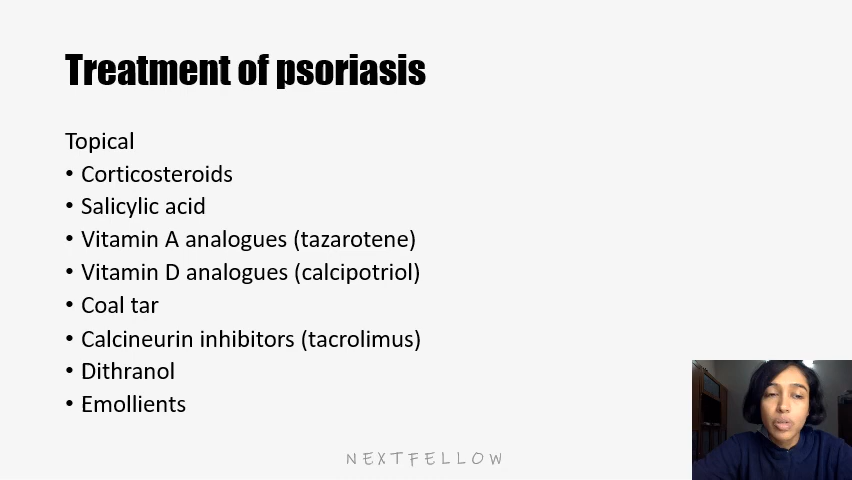 Treatment of psoriasis
Topical
• Corticosteroids
• Salicylic acid
• Vitamin A analogues (tazarotene)
• Vitamin D analogues (calcipotriol)
• Coal tar
• Calcineurin inhibitors (tacrolimus)
• Dithranol
• Emollients
NEXTFELLOW